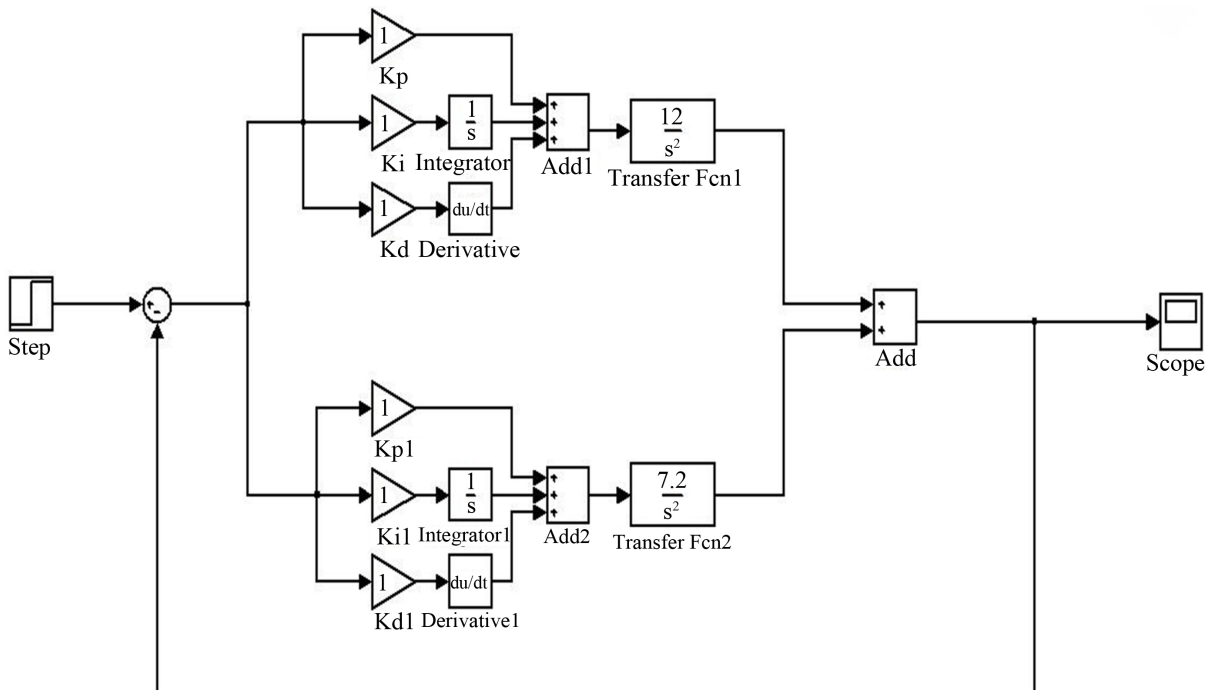 1
Kp
1
Ki
1
s
Integrator
1
Kd
du/dt
Derivative
+
+
+
Add1
12
s²
Transfer Fcn1
Step
+
-
1
Kp1
1
Ki1
1
s
Integrator1
1
Kd1
du/dt
Derivative1
+
+
+
Add2
7.2
s²
Transfer Fcn2
+
+
Add
Scope